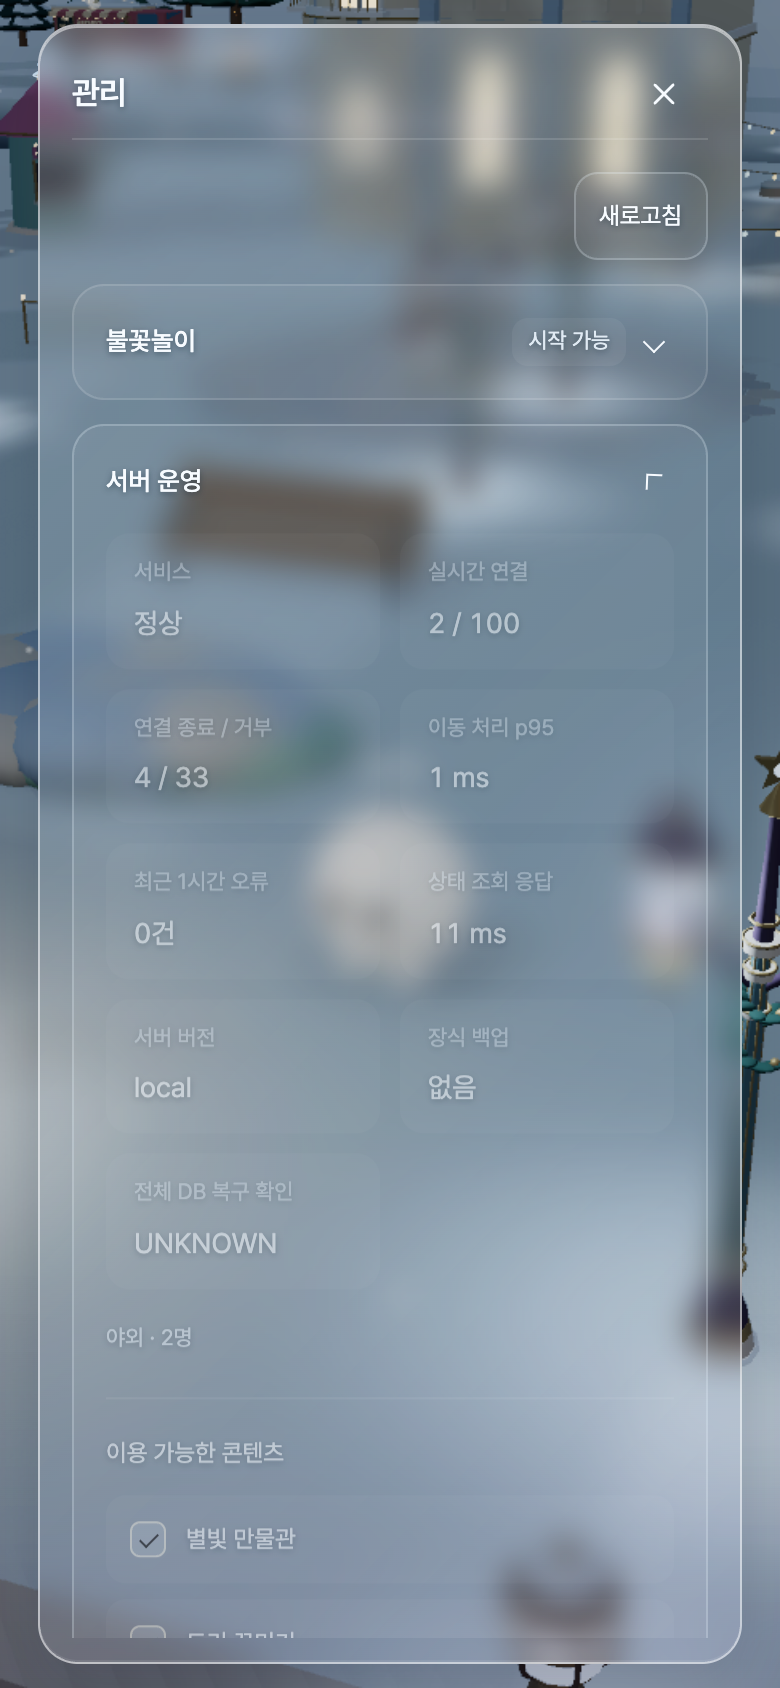 관리
새로고침
불꽃놀이 시작 가능
서버 운영
서비스 실시간 연결
정상 2 / 100
연결 종료 / 거부 이동 처리 p95
4 / 33 1 ms
최근 1시간 오류 상태 조회 응답
0건 11 ms
서버 버전 장식 백업
local 없음
전체 DB 복구 확인
UNKNOWN
야외 · 2명
이용 가능한 콘텐츠
별빛 만물관